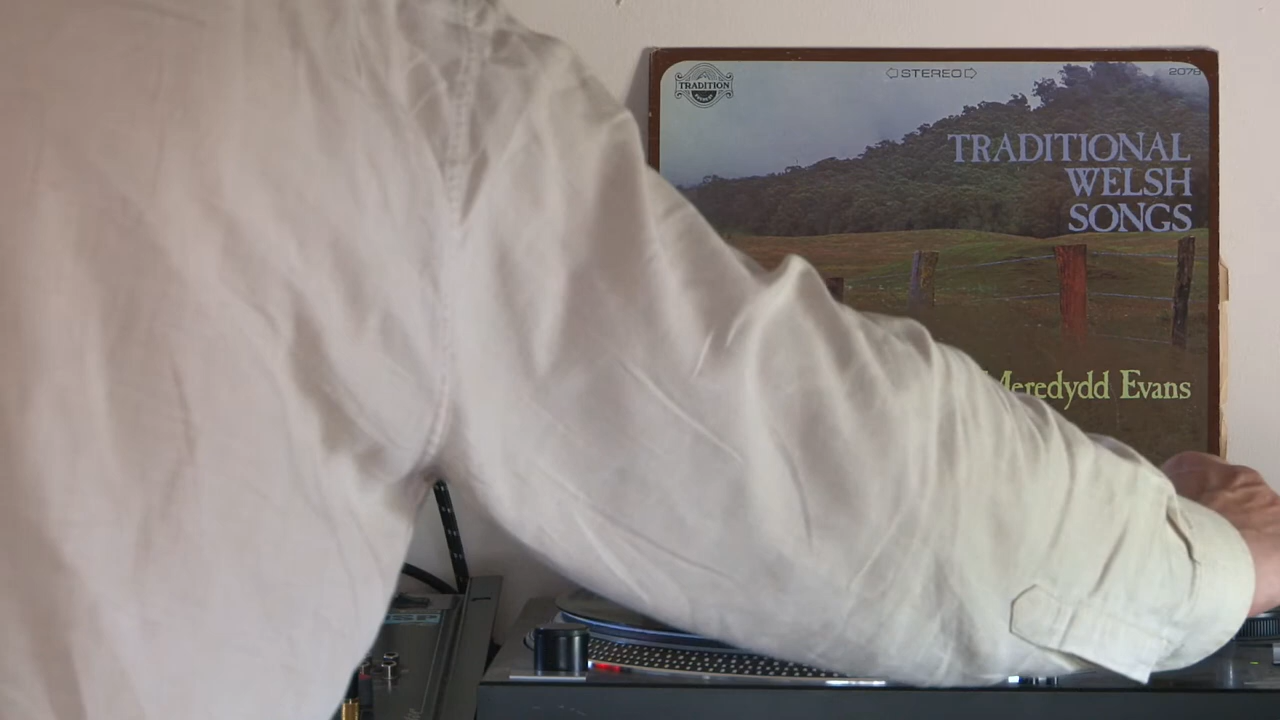 TRADITION
STEREO
2078
TRADITIONAL
WELSH
SONGS
Meredydd Evans